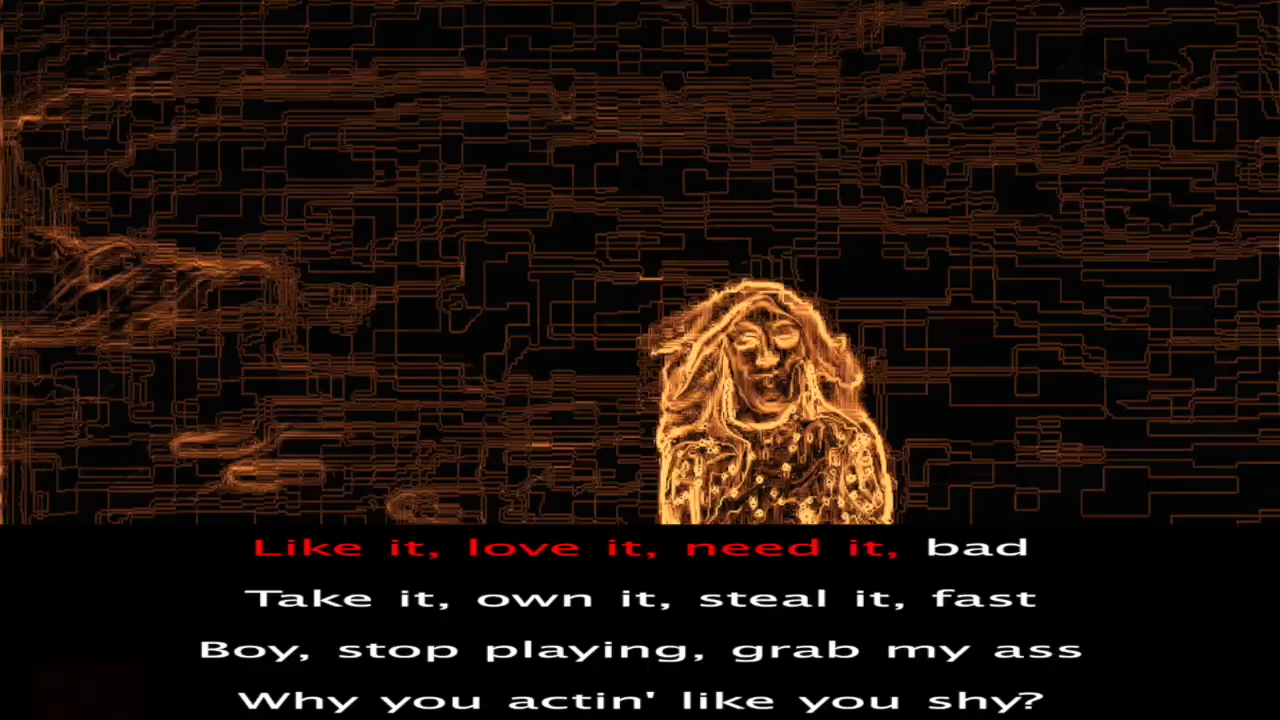 Like it, love it, need it, bad
Take it, own it, steal it, fast
Boy, stop playing, grab my ass
Why you actin' like you shy?